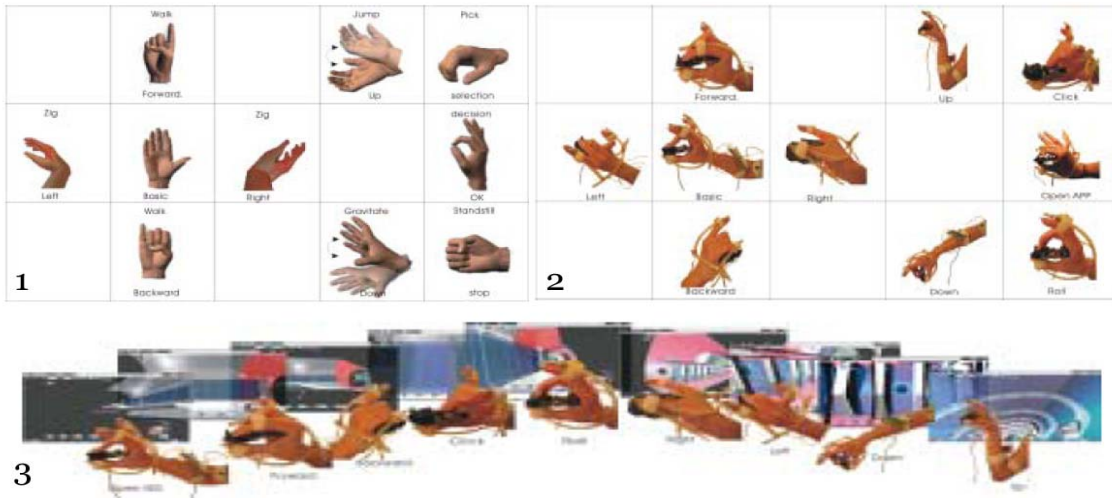 Walk
Jump
Pick
Forward.
Up
selection
Zig
Zig
decision
Left
Basic
Right
OK
Walk
Gravitate
Standstill
1
Backward
Down
stop
Forward.
Up
Click
Left
Basic
Right
Open APP
2
Backward
Down
Roll
3
Forward
Backward
Click
Right
Left
Down